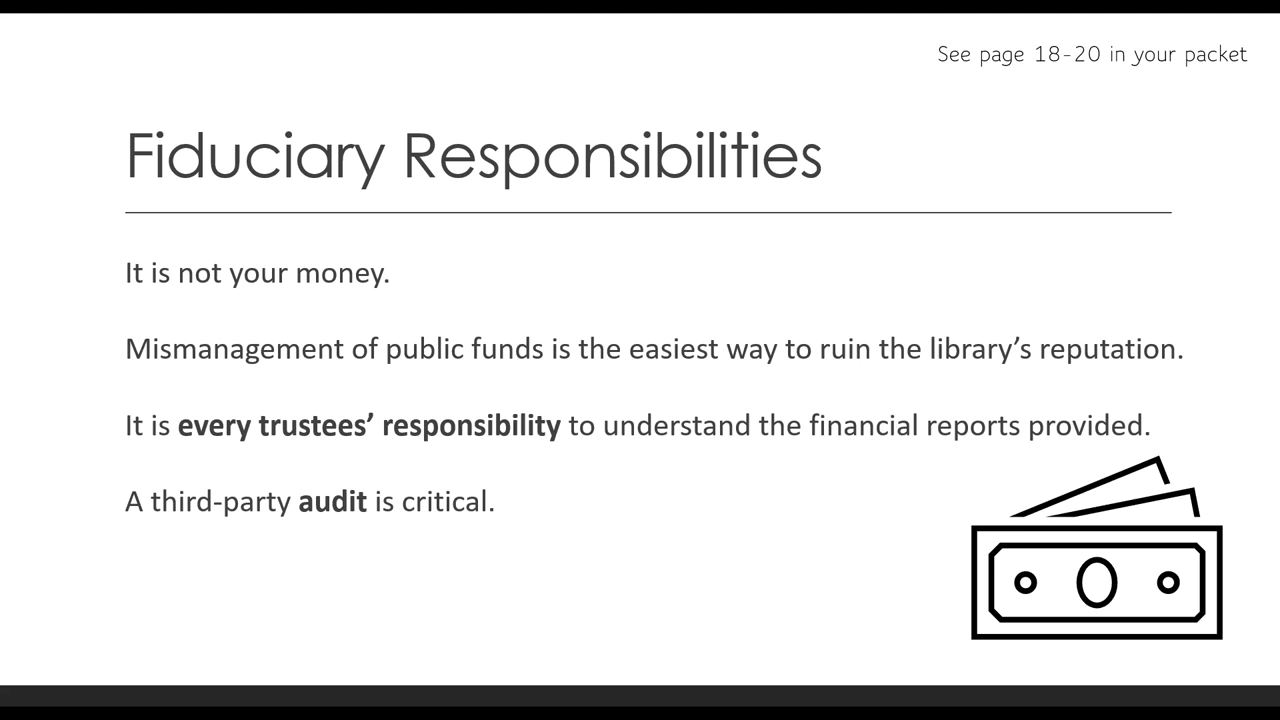 See page 18-20 in your packet
Fiduciary Responsibilities
It is not your money.
Mismanagement of public funds is the easiest way to ruin the library’s reputation.
It is every trustees’ responsibility to understand the financial reports provided.
A third-party audit is critical.